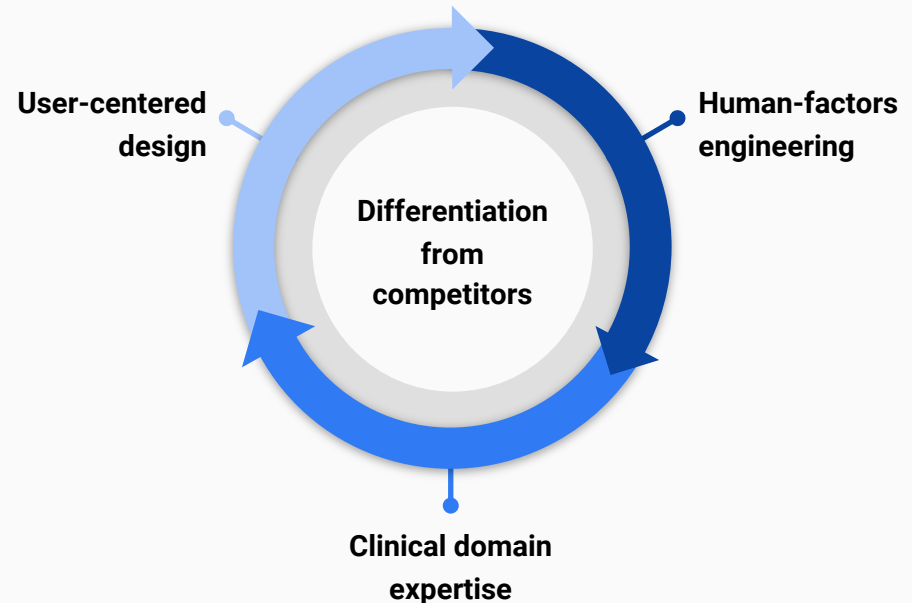 User-centered
design
Human-factors
engineering
Differentiation
from
competitors
Clinical domain
expertise